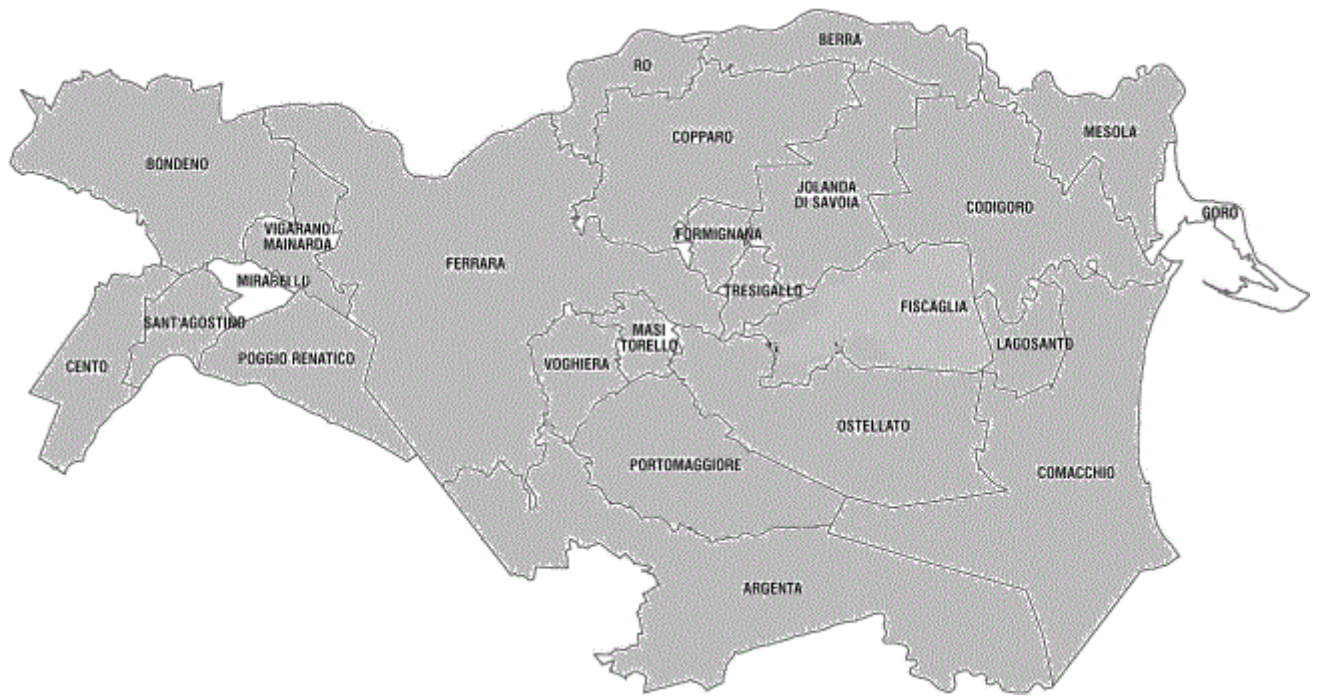 BERRA
RO
MESOLA
COPPARO
BONDENO
JOLANDA
DI SAVOIA
CODIGORO
GORO
VIGARANO
MAINARDA
FORMIGNANA
FERRARA
MIRABELLO
TRESIGALLO
FISCAGLIA
SANT'AGOSTINO
MASI
TORELLO
LAGOSANTO
POGGIO RENATICO
CENTO
VOGHIERA
OSTELLATO
PORTOMAGGIORE
COMACCHIO
ARGENTA